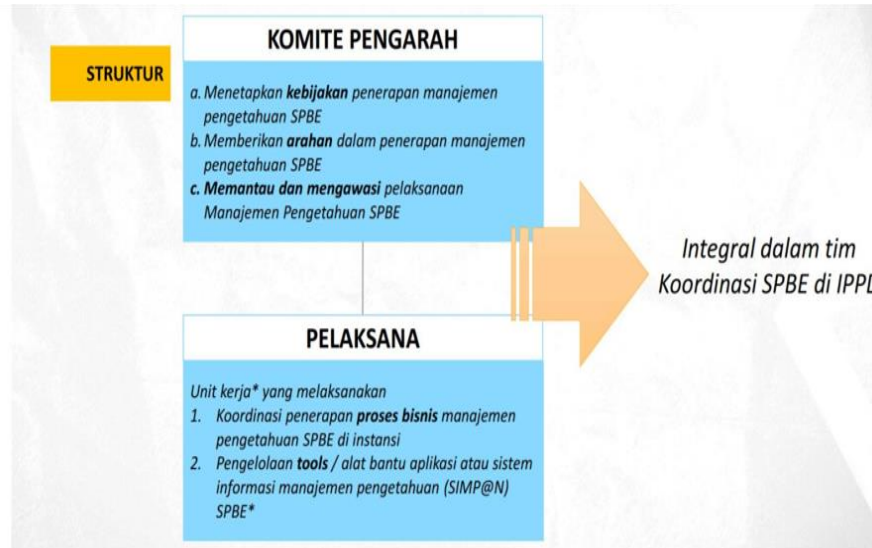 STRUKTUR
KOMITE PENGARAH
a. Menetapkan kebijakan penerapan manajemen
pengetahuan SPBE
b. Memberikan arahan dalam penerapan manajemen
pengetahuan SPBE
c. Memantau dan mengawasi pelaksanaan
Manajemen Pengetahuan SPBE
Integral dalam tim
Koordinasi SPBE di IPPD
PELAKSANA
Unit kerja* yang melaksanakan
1. Koordinasi penerapan proses bisnis manajemen
pengetahuan SPBE di instansi
2. Pengelolaan tools / alat bantu aplikasi atau sistem
informasi manajemen pengetahuan (SIMP@N)
SPBE*